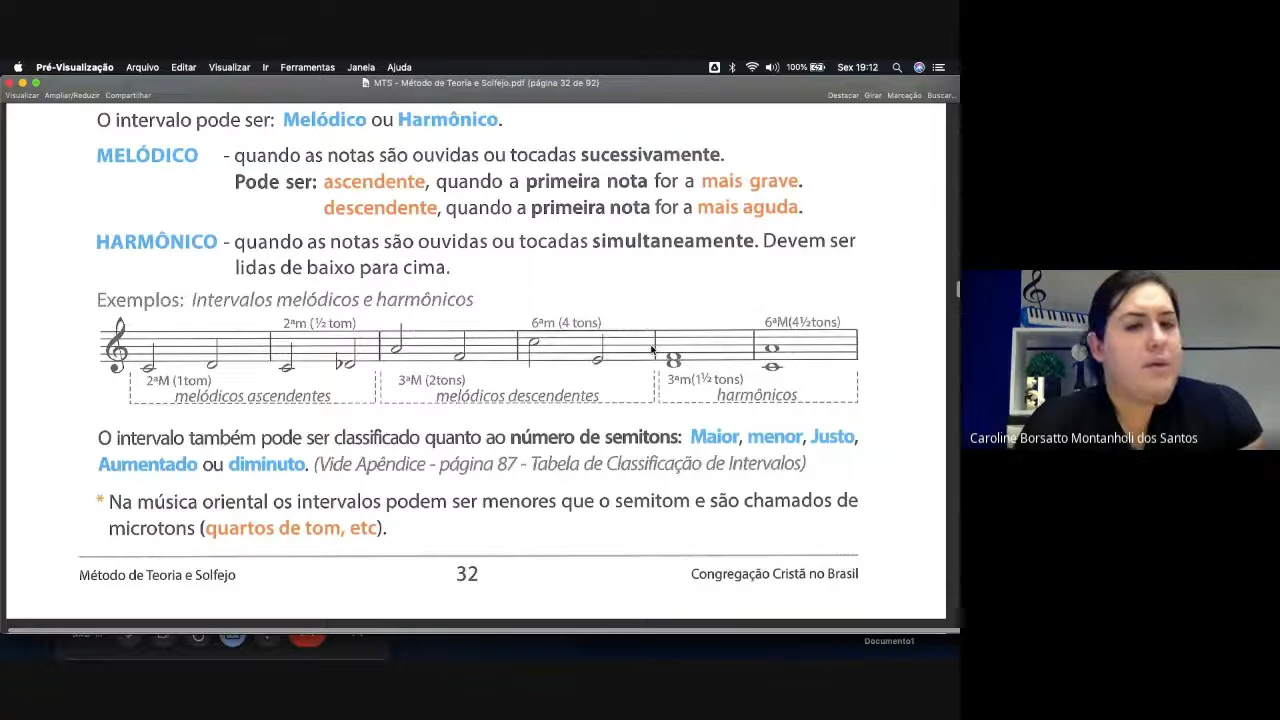 Pré-Visualização Arquivo Editar Visualizar Ir Ferramentas Janela Ajuda 100% Sex 19:12
MTS - Método de Teoria e Solfejo.pdf (página 32 de 92)
Visualizar Ampliar/Reduzir Compartilhar Destacar Girar Marcação Buscar...
O intervalo pode ser: Melódico ou Harmônico.
MELÓDICO - quando as notas são ouvidas ou tocadas sucessivamente.
Pode ser: ascendente, quando a primeira nota for a mais grave.
descendente, quando a primeira nota for a mais aguda.
HARMÔNICO - quando as notas são ouvidas ou tocadas simultaneamente. Devem ser
lidas de baixo para cima.
Exemplos: Intervalos melódicos e harmônicos
2ªm (½ tom) 6ªm (4 tons) 6ªM(4½tons)
2ªM (1tom) 3ªM (2tons) 3ªm(1½ tons)
melódicos ascendentes melódicos descendentes harmônicos
O intervalo também pode ser classificado quanto ao número de semitons: Maior, menor, Justo,
Aumentado ou diminuto. (Vide Apêndice - página 87 - Tabela de Classificação de Intervalos)
* Na música oriental os intervalos podem ser menores que o semitom e são chamados de
microtons (quartos de tom, etc).
Método de Teoria e Solfejo 32 Congregação Cristã no Brasil
Documento1
Caroline Borsatto Montanholi dos Santos